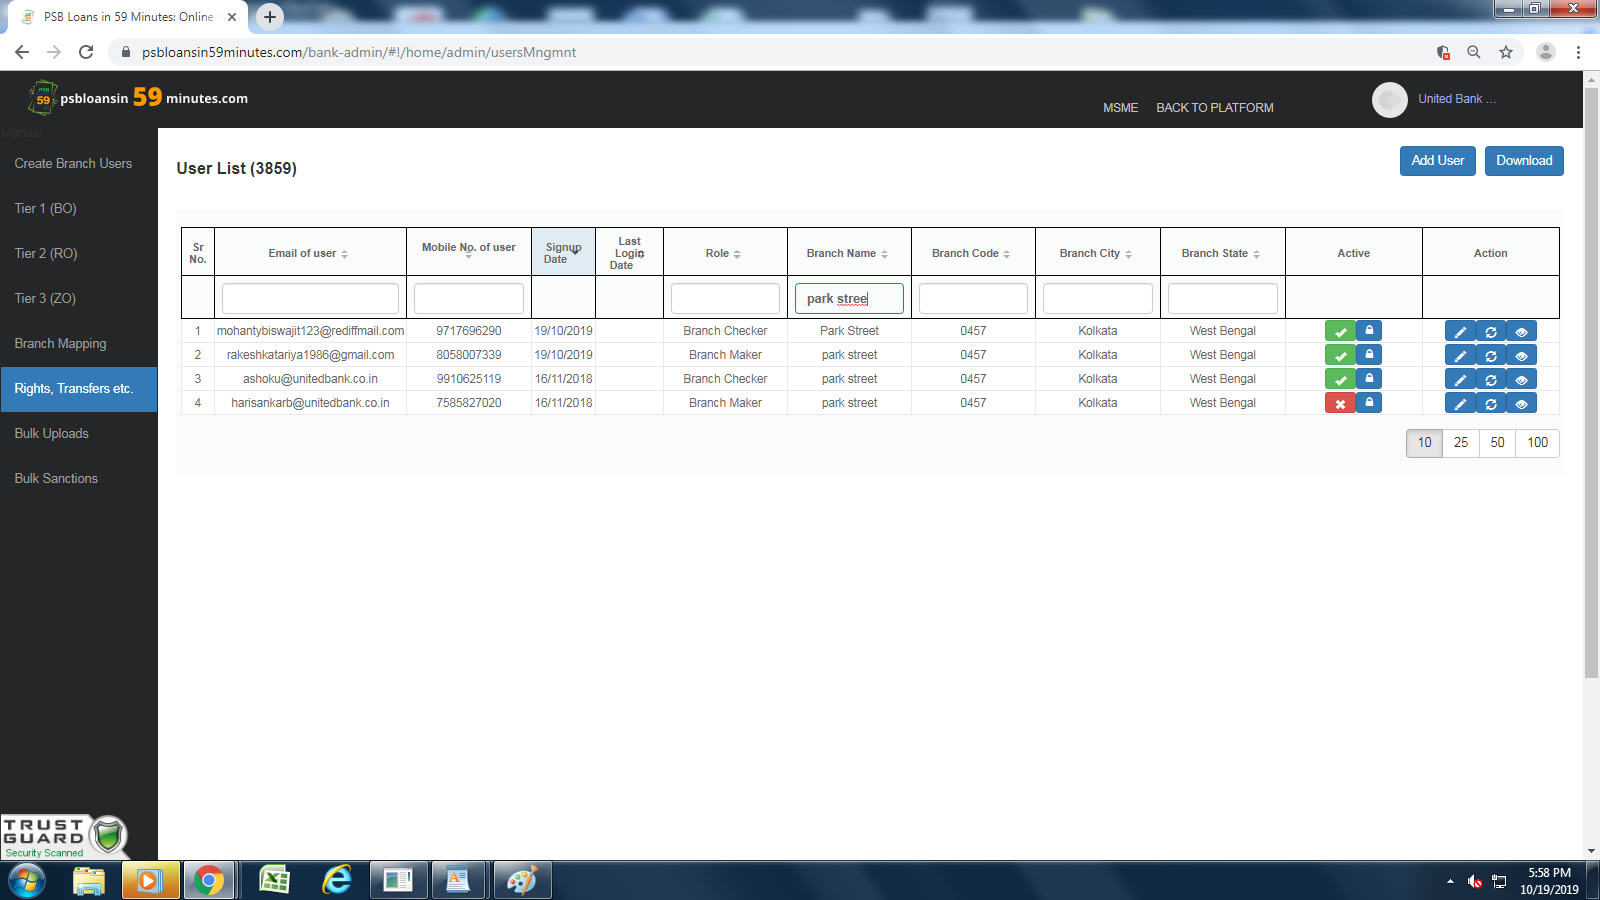 PSB Loans in 59 Minutes: Online
psbloansin59minutes.com/bank-admin/#!/home/admin/usersMngmnt
PSB 59 psbloansin 59 minutes.com
MSME BACK TO PLATFORM United Bank ...
Manual
Create Branch Users
Tier 1 (BO)
Tier 2 (RO)
Tier 3 (ZO)
Branch Mapping
Rights, Transfers etc.
Bulk Uploads
Bulk Sanctions
User List (3859)
Add User Download
Sr No. Email of user Mobile No. of user Signup Date Last Login Date Role Branch Name Branch Code Branch City Branch State Active Action
park stree
1 mohantybiswajit123@rediffmail.com 9717696290 19/10/2019 Branch Checker Park Street 0457 Kolkata West Bengal
2 rakeshkatariya1986@gmail.com 8058007339 19/10/2019 Branch Maker park street 0457 Kolkata West Bengal
3 ashoku@unitedbank.co.in 9910625119 16/11/2018 Branch Checker park street 0457 Kolkata West Bengal
4 harisankarb@unitedbank.co.in 7585827020 16/11/2018 Branch Maker park street 0457 Kolkata West Bengal
10 25 50 100
TRUST
GUARD
Security Scanned
5:58 PM
10/19/2019